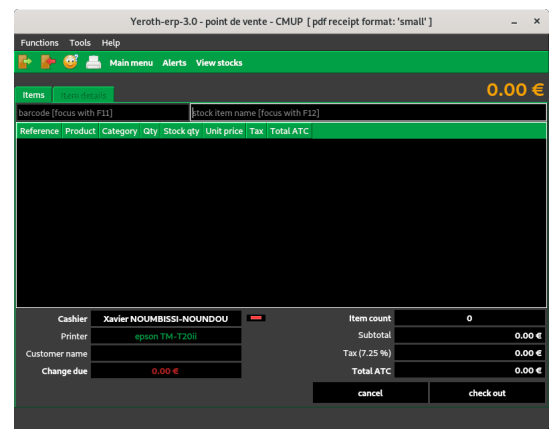 Yeroth-erp-3.0 - point de vente - CMUP [ pdf receipt format: 'small' ]
Functions Tools Help
Main menu Alerts View stocks
0.00 €
Items Item details
barcode [focus with F11] stock item name [focus with F12]
Reference Product Category Qty Stock qty Unit price Tax Total ATC
Cashier Xavier NOUMBISSI-NOUNDOU Item count 0
Printer epson TM-T20ii Subtotal 0.00 €
Customer name Tax (7.25 %) 0.00 €
Change due 0.00 € Total ATC 0.00 €
cancel check out